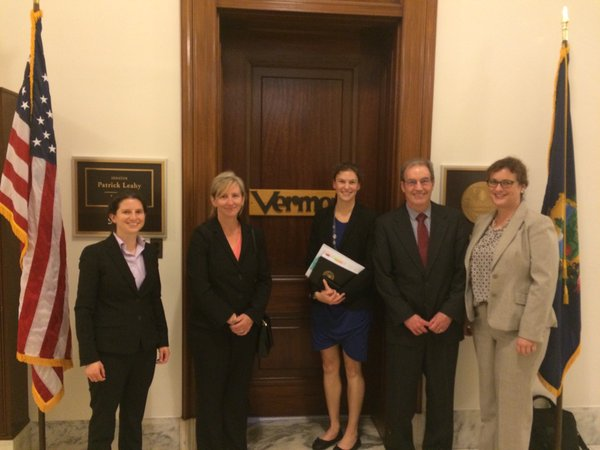 SENATOR
Patrick Leahy
Vermont